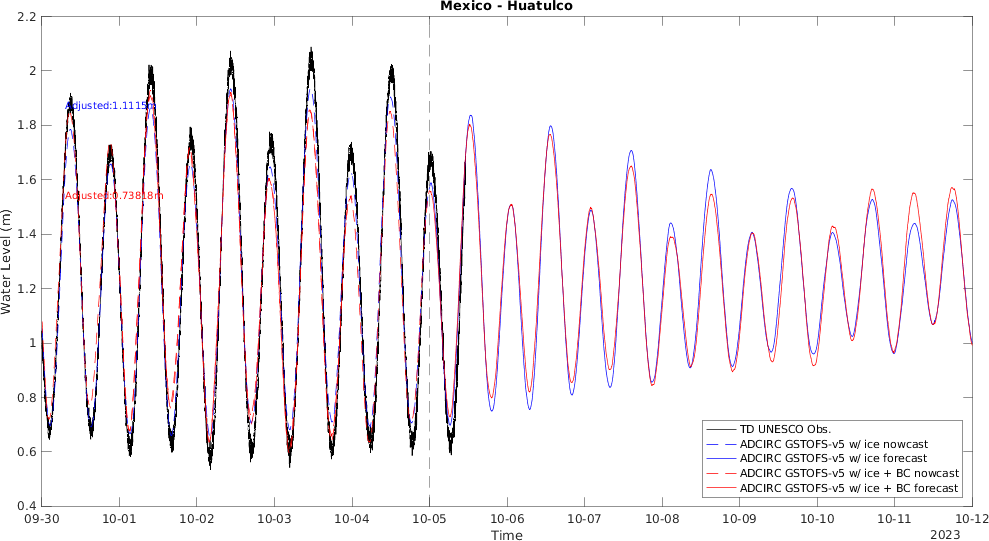 Mexico - Huatulco
2.2
2
1.8
1.6
1.4
1.2
1
0.8
0.6
0.4
Water Level (m)
Adjusted:1.1115m
Adjusted:0.73818m
TD UNESCO Obs.
ADCIRC GSTOFS-v5 w/ ice nowcast
ADCIRC GSTOFS-v5 w/ ice forecast
ADCIRC GSTOFS-v5 w/ ice + BC nowcast
ADCIRC GSTOFS-v5 w/ ice + BC forecast
09-30 10-01 10-02 10-03 10-04 10-05 10-06 10-07 10-08 10-09 10-10 10-11 10-12
Time
2023